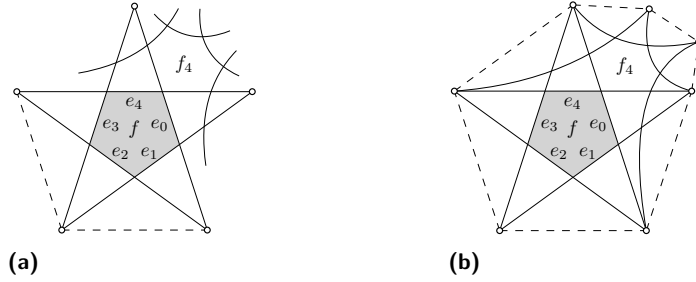 f₄
e₄
e₃ f e₀
e₂ e₁
(a)
f₄
e₄
e₃ f e₀
e₂ e₁
(b)